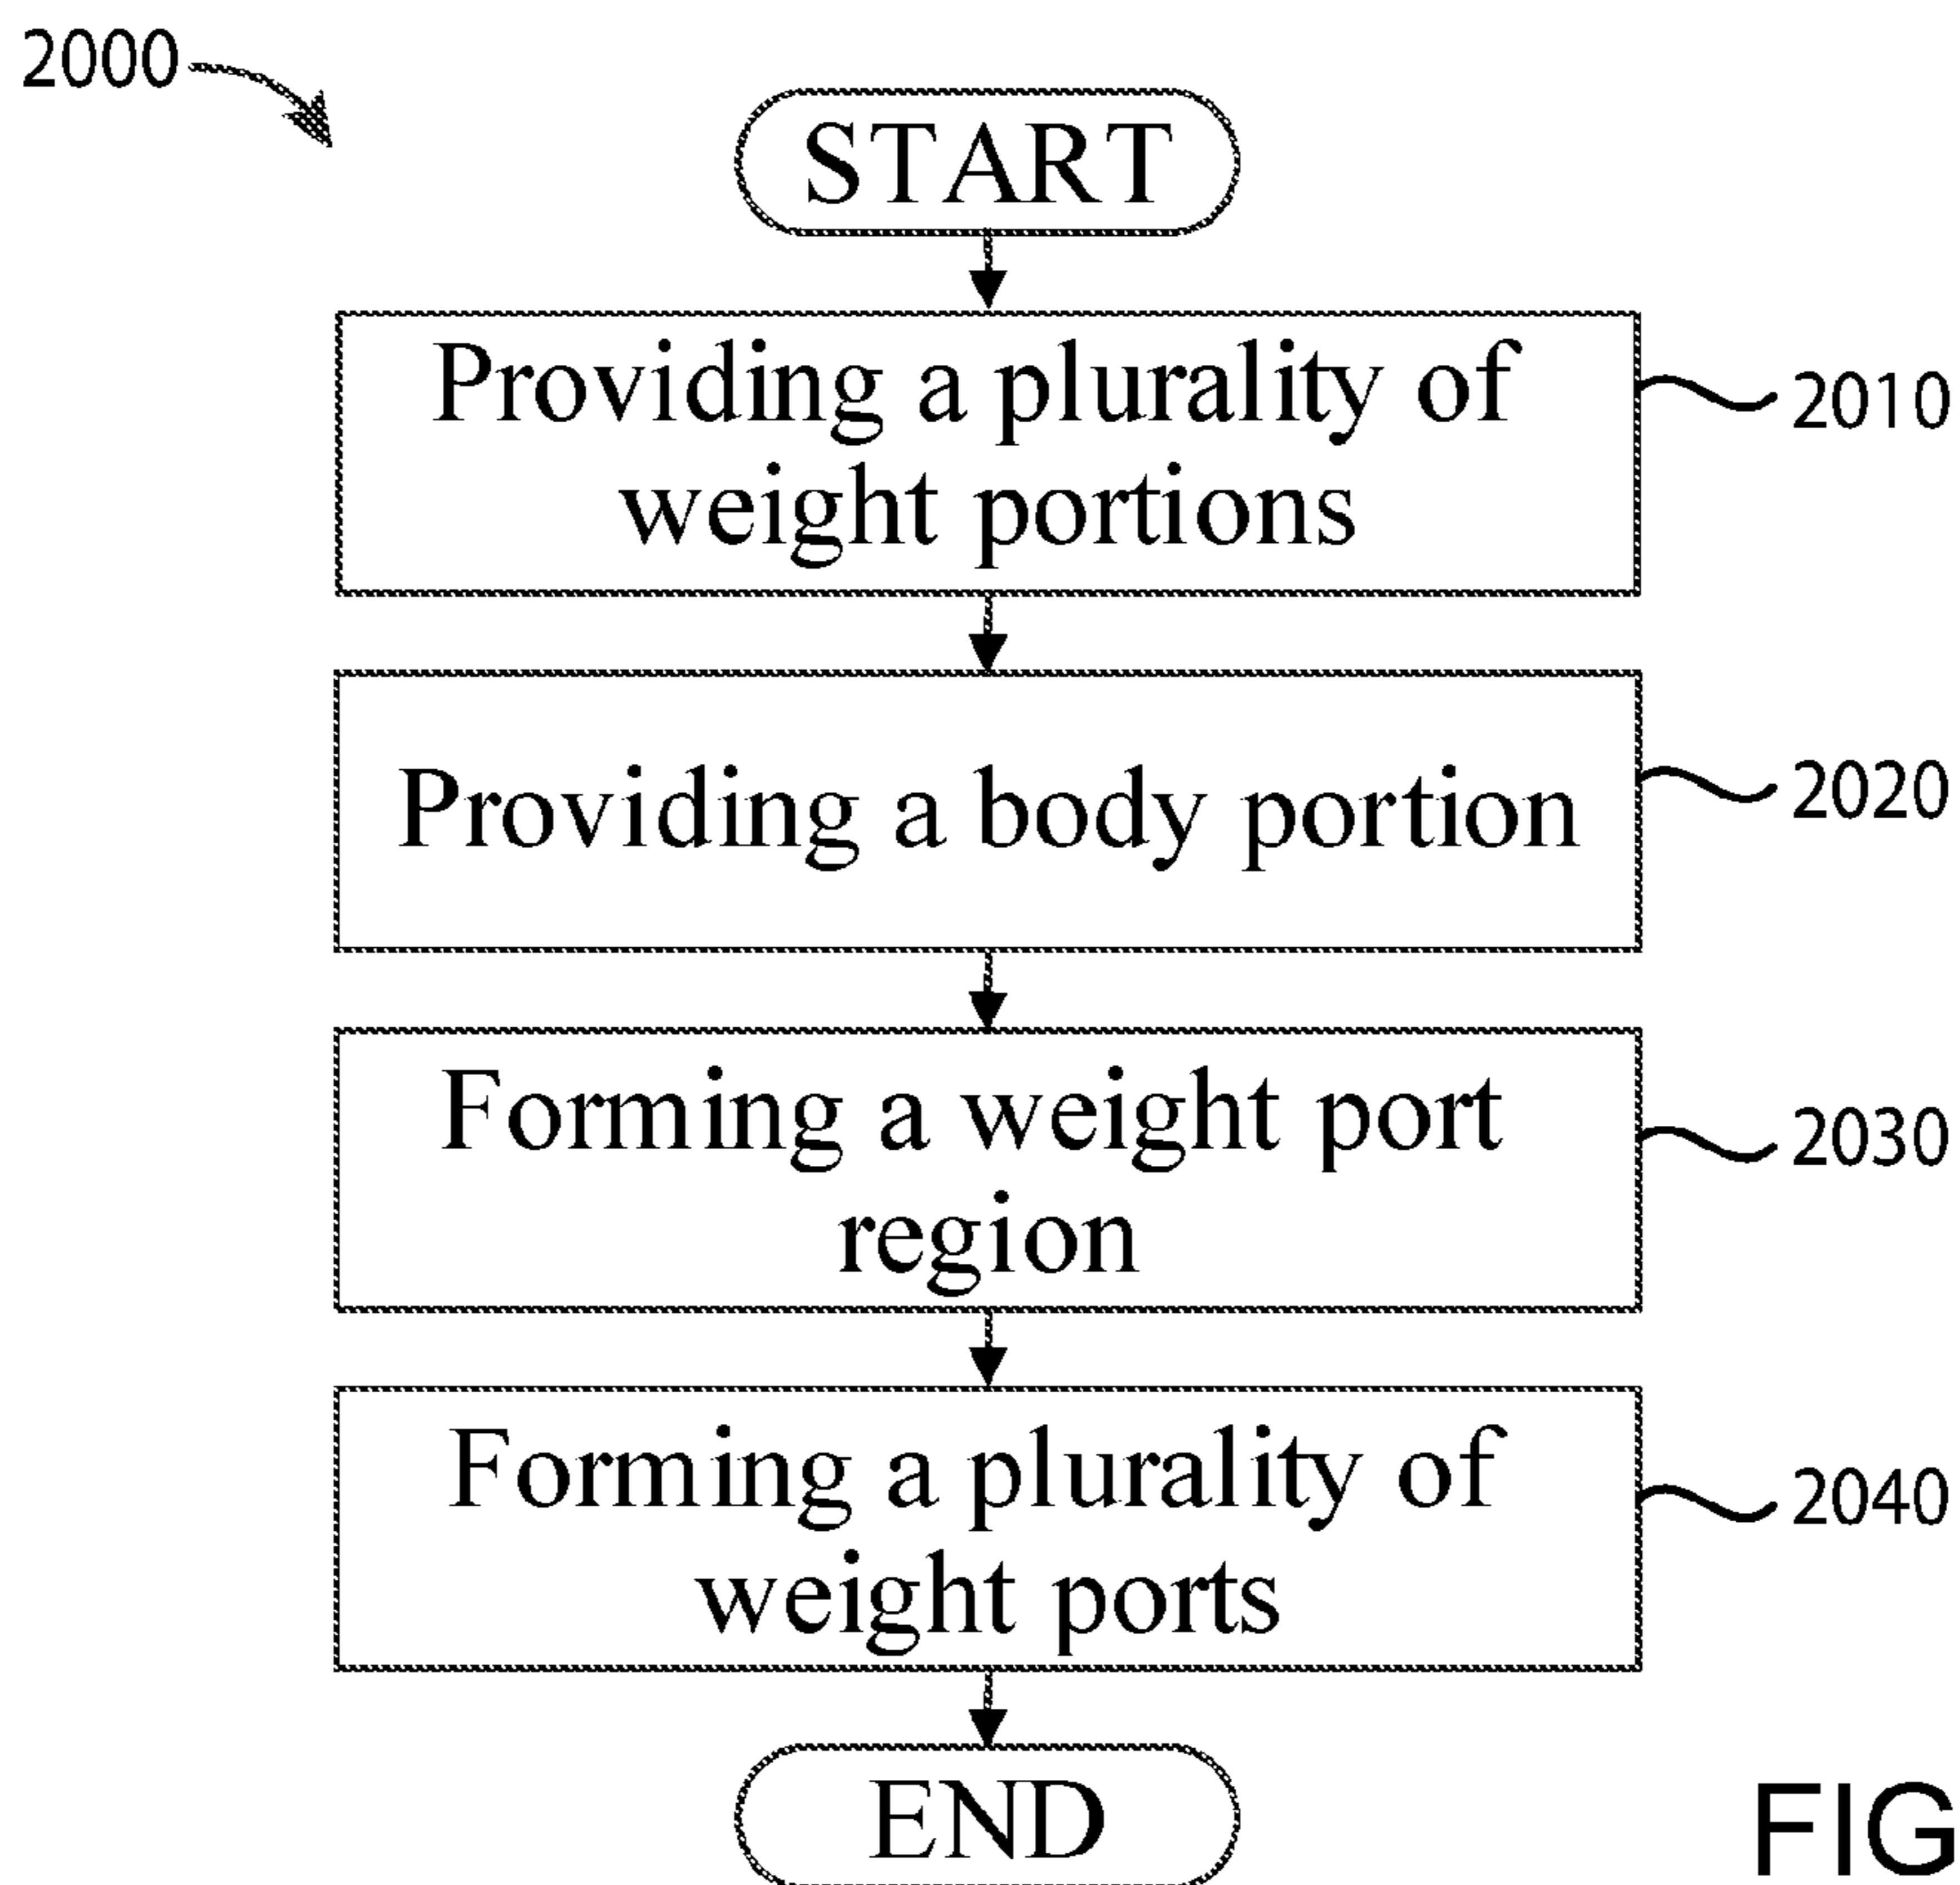 2000
START
Providing a plurality of
weight portions
2010
Providing a body portion
2020
Forming a weight port
region
2030
Forming a plurality of
weight ports
2040
END
FIG